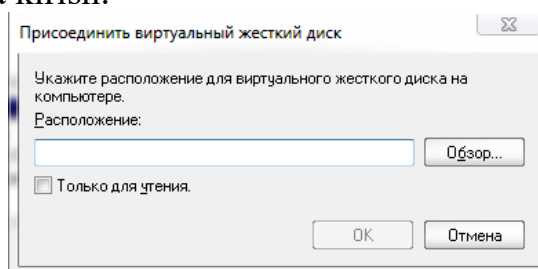 kirish.
Присоединить виртуальный жесткий диск
Укажите расположение для виртуального жесткого диска на
компьютере.
Расположение:
Обзор...
Только для чтения.
OK Отмена